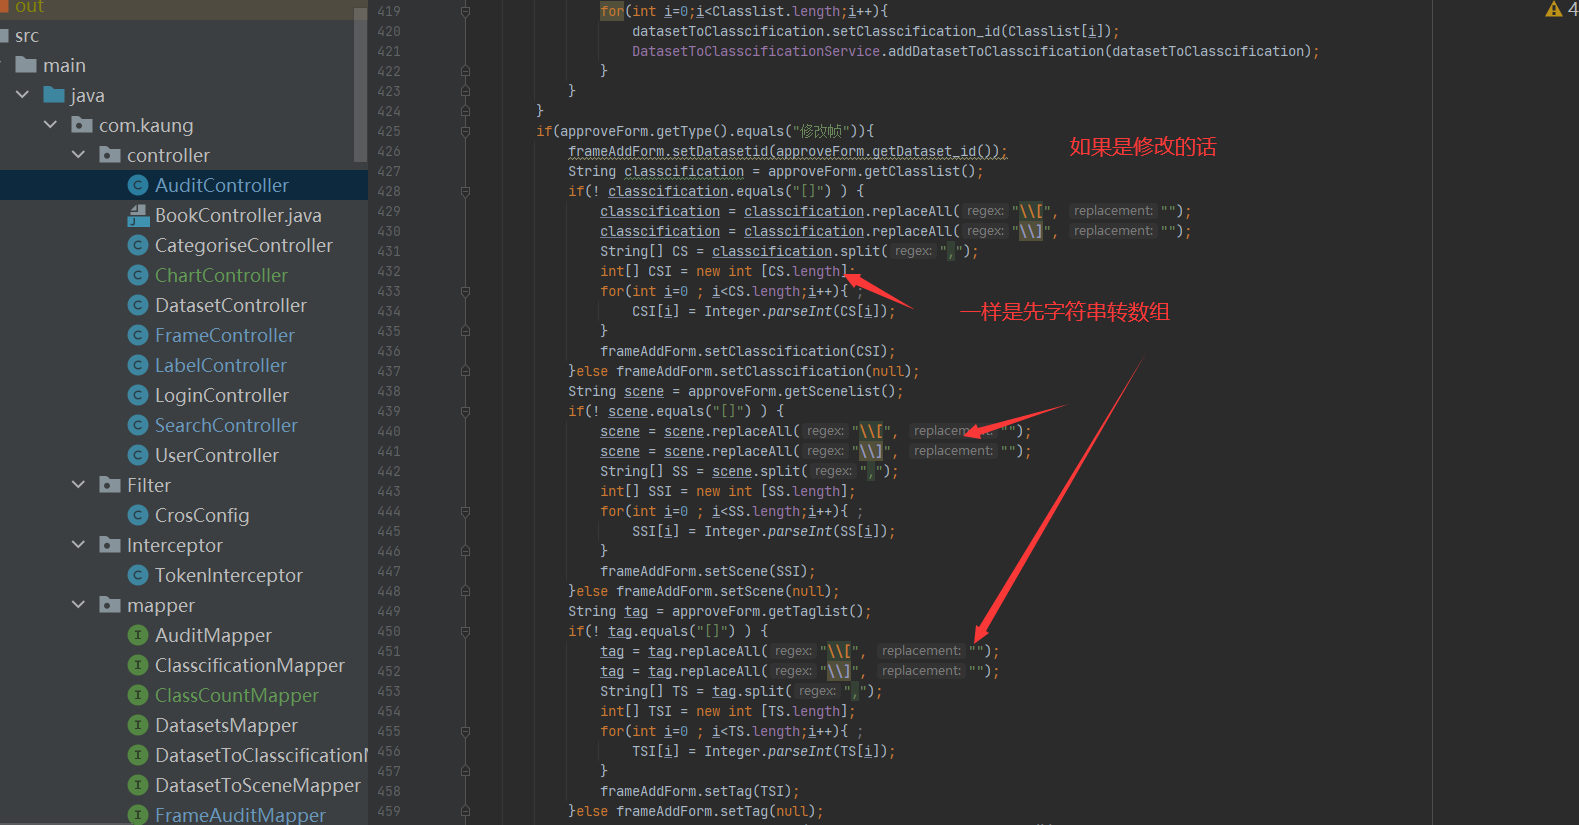 out
src
main
java
com.kaung
controller
AuditController
BookController.java
CategoriseController
ChartController
DatasetController
FrameController
LabelController
LoginController
SearchController
UserController
Filter
CrosConfig
Interceptor
TokenInterceptor
mapper
AuditMapper
ClasscificationMapper
ClassCountMapper
DatasetsMapper
DatasetToClasscification
DatasetToSceneMapper
FrameAuditMapper
4
419 for(int i=0;i<Classlist.length;i++){
420 datasetToClasscification.setClasscification_id(Classlist[i]);
421 DatasetToClasscificationService.addDatasetToClasscification(datasetToClasscification);
422 }
423 }
424 }
425 if(approveForm.getType().equals("修改帧")){
426 frameAddForm.setDatasetid(approveForm.getDataset_id());
427 String classcification = approveForm.getClasslist();
428 if(! classcification.equals("[]") ) {
429 classcification = classcification.replaceAll( regex: "\\[", replacement: "");
430 classcification = classcification.replaceAll( regex: "\\]", replacement: "");
431 String[] CS = classcification.split( regex: ",");
432 int[] CSI = new int [CS.length];
433 for(int i=0 ; i<CS.length;i++){ ;
434 CSI[i] = Integer.parseInt(CS[i]);
435 }
436 frameAddForm.setClasscification(CSI);
437 }else frameAddForm.setClasscification(null);
438 String scene = approveForm.getScenelist();
439 if(! scene.equals("[]") ) {
440 scene = scene.replaceAll( regex: "\\[", replacement: "");
441 scene = scene.replaceAll( regex: "\\]", replacement: "");
442 String[] SS = scene.split( regex: ",");
443 int[] SSI = new int [SS.length];
444 for(int i=0 ; i<SS.length;i++){ ;
445 SSI[i] = Integer.parseInt(SS[i]);
446 }
447 frameAddForm.setScene(SSI);
448 }else frameAddForm.setScene(null);
449 String tag = approveForm.getTaglist();
450 if(! tag.equals("[]") ) {
451 tag = tag.replaceAll( regex: "\\[", replacement: "");
452 tag = tag.replaceAll( regex: "\\]", replacement: "");
453 String[] TS = tag.split( regex: ",");
454 int[] TSI = new int [TS.length];
455 for(int i=0 ; i<TS.length;i++){ ;
456 TSI[i] = Integer.parseInt(TS[i]);
457 }
458 frameAddForm.setTag(TSI);
459 }else frameAddForm.setTag(null);
如果是修改的话
一样是先字符串转数组